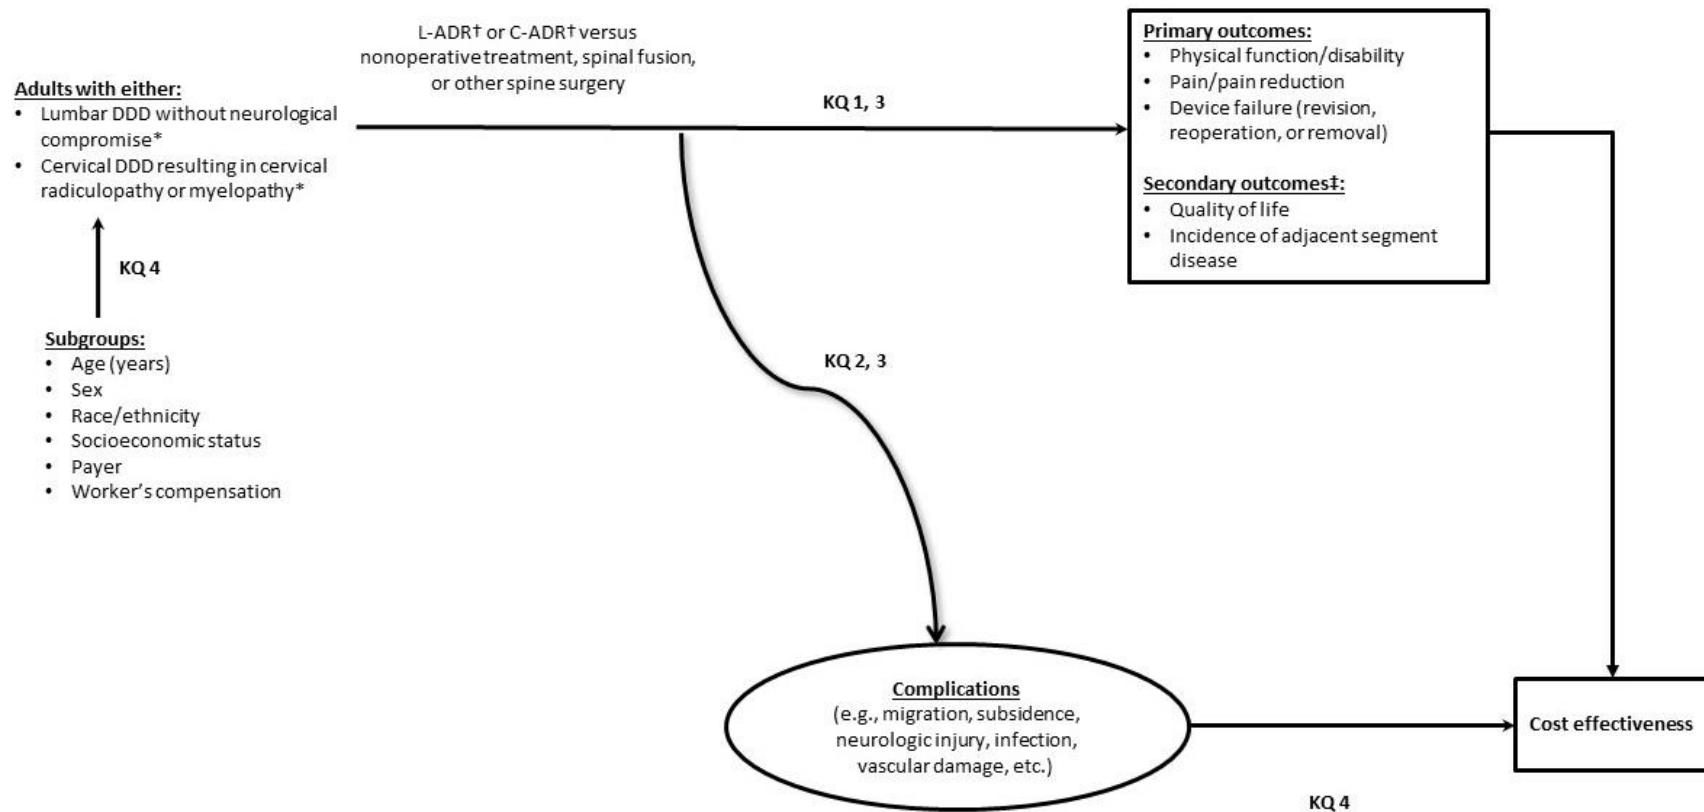 L-ADR† or C-ADR† versus
nonoperative treatment, spinal fusion,
or other spine surgery
Adults with either:
• Lumbar DDD without neurological
compromise*
• Cervical DDD resulting in cervical
radiculopathy or myelopathy*
KQ 1, 3
Primary outcomes:
• Physical function/disability
• Pain/pain reduction
• Device failure (revision,
reoperation, or removal)
Secondary outcomes‡:
• Quality of life
• Incidence of adjacent segment
disease
KQ 4
Subgroups:
• Age (years)
• Sex
• Race/ethnicity
• Socioeconomic status
• Payer
• Worker's compensation
KQ 2, 3
Complications
(e.g., migration, subsidence,
neurologic injury, infection,
vascular damage, etc.)
Cost effectiveness
KQ 4